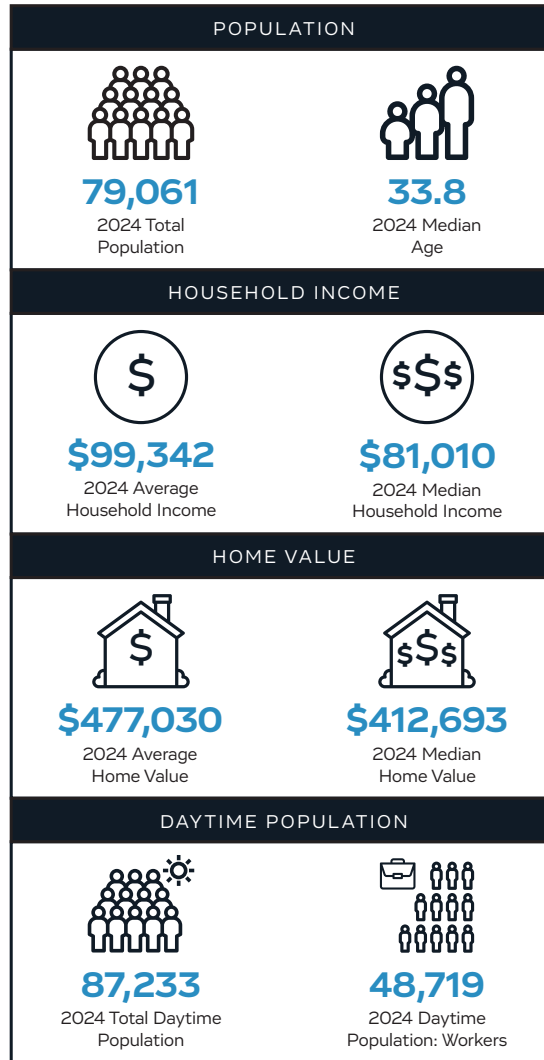 POPULATION
79,061
2024 Total
Population
33.8
2024 Median
Age
HOUSEHOLD INCOME
$
$99,342
2024 Average
Household Income
$$$
$81,010
2024 Median
Household Income
HOME VALUE
$
$477,030
2024 Average
Home Value
$$$
$412,693
2024 Median
Home Value
DAYTIME POPULATION
87,233
2024 Total Daytime
Population
48,719
2024 Daytime
Population: Workers